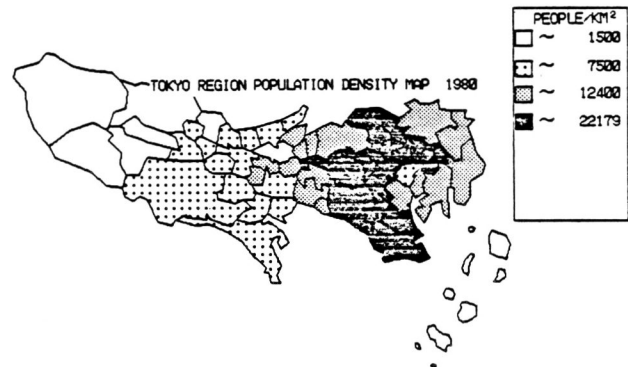 PEOPLE/KM²
~ 1500
~ 7500
~ 12400
~ 22179
TOKYO REGION POPULATION DENSITY MAP 1980